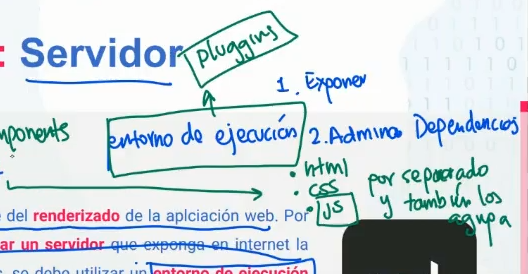 : Servidor
pluggins
1. Exponer
mponents
entorno de ejecución
2. Admina Dependencias
• html
• css
• JS
por separado
y también los
agrupa
e del renderizado de la aplciación web. Por
ar un servidor que exponga en internet la
se debe utilizar un entorno de ejecución